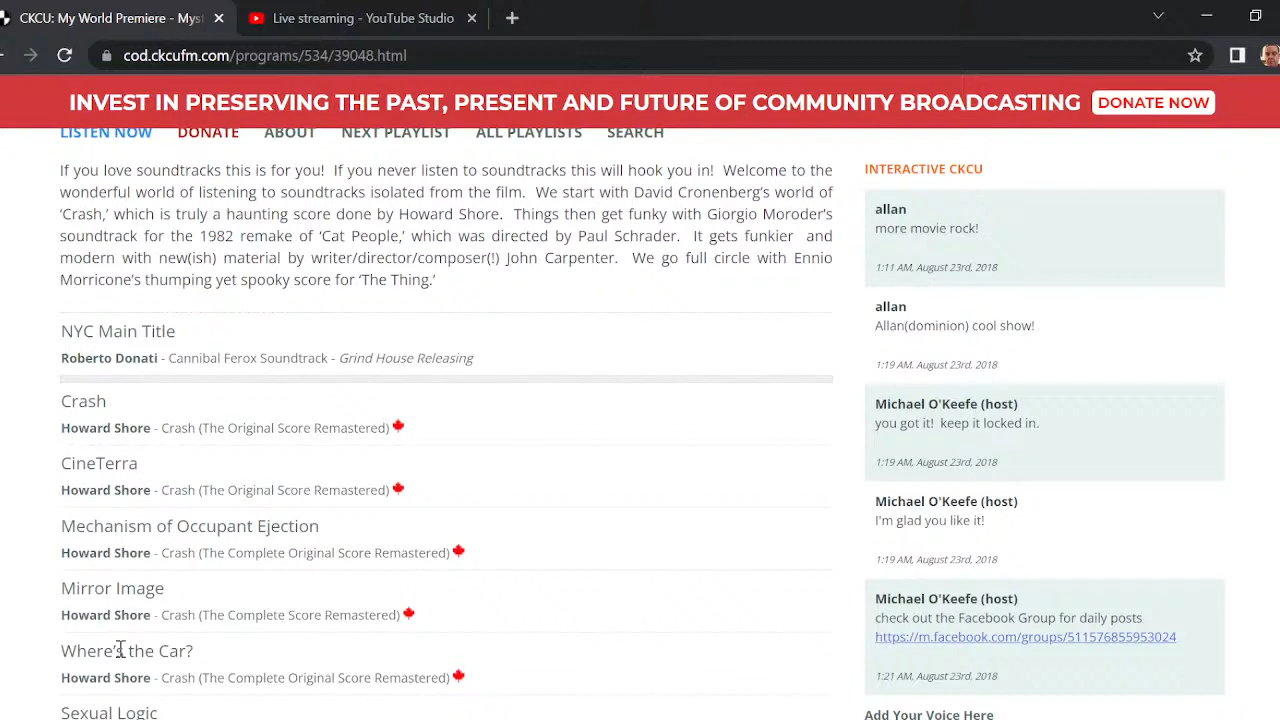 CKCU: My World Premiere - Myst
Live streaming - YouTube Studio
cod.ckcufm.com/programs/534/39048.html
INVEST IN PRESERVING THE PAST, PRESENT AND FUTURE OF COMMUNITY BROADCASTING DONATE NOW
LISTEN NOW DONATE ABOUT NEXT PLAYLIST ALL PLAYLISTS SEARCH
If you love soundtracks this is for you! If you never listen to soundtracks this will hook you in! Welcome to the
wonderful world of listening to soundtracks isolated from the film. We start with David Cronenberg's world of
‘Crash,’ which is truly a haunting score done by Howard Shore. Things then get funky with Giorgio Moroder's
soundtrack for the 1982 remake of ‘Cat People,’ which was directed by Paul Schrader. It gets funkier and
modern with new(ish) material by writer/director/composer(!) John Carpenter. We go full circle with Ennio
Morricone's thumping yet spooky score for ‘The Thing.’
NYC Main Title
Roberto Donati - Cannibal Ferox Soundtrack - Grind House Releasing
Crash
Howard Shore - Crash (The Original Score Remastered)
CineTerra
Howard Shore - Crash (The Original Score Remastered)
Mechanism of Occupant Ejection
Howard Shore - Crash (The Complete Original Score Remastered)
Mirror Image
Howard Shore - Crash (The Complete Score Remastered)
Where's the Car?
Howard Shore - Crash (The Complete Original Score Remastered)
Sexual Logic
INTERACTIVE CKCU
allan
more movie rock!
1:11 AM, August 23rd, 2018
allan
Allan(dominion) cool show!
1:19 AM, August 23rd, 2018
Michael O'Keefe (host)
you got it! keep it locked in.
1:19 AM, August 23rd, 2018
Michael O'Keefe (host)
I'm glad you like it!
1:19 AM, August 23rd, 2018
Michael O'Keefe (host)
check out the Facebook Group for daily posts
https://m.facebook.com/groups/511576855953024
1:21 AM, August 23rd, 2018
Add Your Voice Here